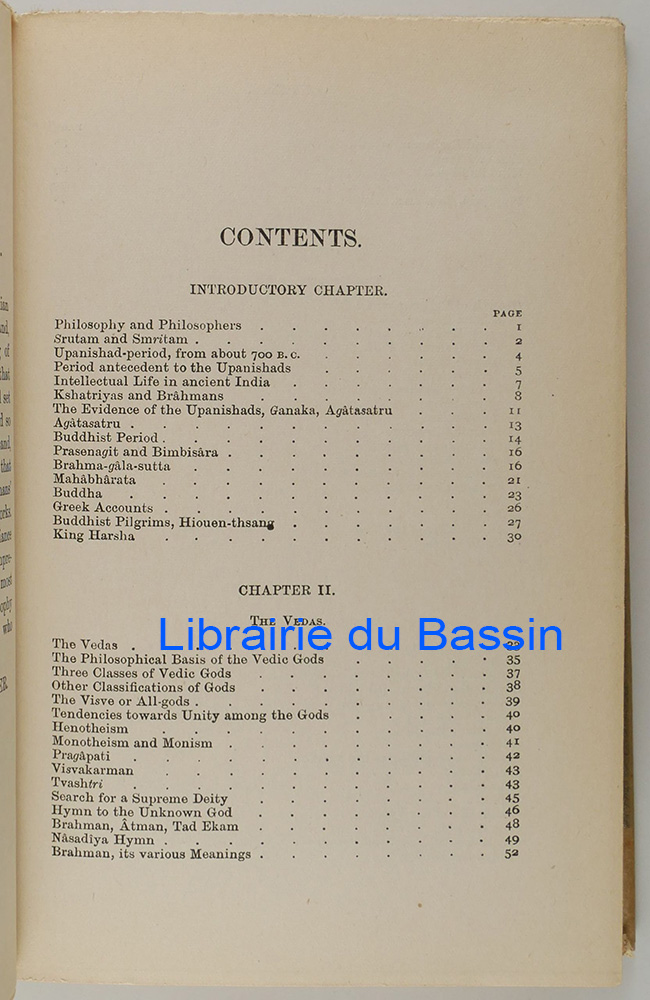 CONTENTS.
INTRODUCTORY CHAPTER.
PAGE
Philosophy and Philosophers . . . . . . . . 1
Srutam and Smritam . . . . . . . . . . 2
Upanishad-period, from about 700 B.C. . . . . . . 4
Period antecedent to the Upanishads . . . . . . 5
Intellectual Life in ancient India . . . . . . . 7
Kshatriyas and Brâhmans . . . . . . . . 8
The Evidence of the Upanishads, Ganaka, Agâtasatru . . . 11
Agâtasatru . . . . . . . . . . . . 13
Buddhist Period . . . . . . . . . . . 14
Prasenagit and Bimbisâra . . . . . . . . . 16
Brahma-gâla-sutta . . . . . . . . . . 16
Mahâbhârata . . . . . . . . . . . 21
Buddha . . . . . . . . . . . . 23
Greek Accounts . . . . . . . . . . . 26
Buddhist Pilgrims, Hiouen-thsang . . . . . . . 27
King Harsha . . . . . . . . . . . 30
CHAPTER II.
THE VEDAS.
Librairie du Bassin
The Vedas .
The Philosophical Basis of the Vedic Gods . . . . . 35
Three Classes of Vedic Gods . . . . . . . . 37
Other Classifications of Gods . . . . . . . . 38
The Visve or All-gods . . . . . . . . . . 39
Tendencies towards Unity among the Gods . . . . . 40
Henotheism . . . . . . . . . . . 40
Monotheism and Monism . . . . . . . . . 41
Pragâpati . . . . . . . . . . . . 42
Visvakarman . . . . . . . . . . . 43
Tvashtri . . . . . . . . . . . . 43
Search for a Supreme Deity . . . . . . . . 45
Hymn to the Unknown God . . . . . . . . 46
Brahman, Âtman, Tad Ekam . . . . . . . . 48
Nâsadîya Hymn . . . . . . . . . . . 49
Brahman, its various Meanings . . . . . . . . 52